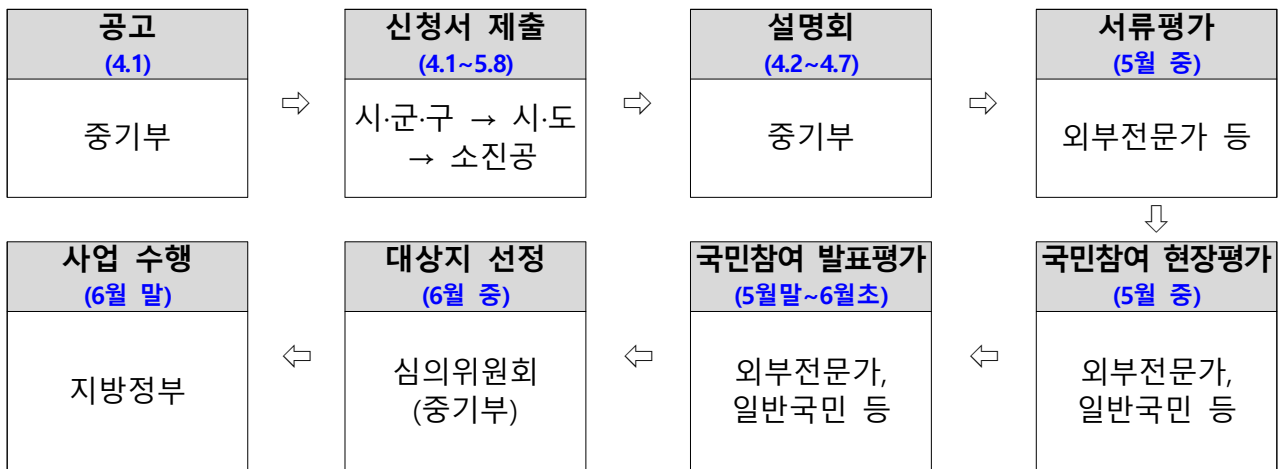 공고
(4.1)
중기부
⇨
신청서 제출
(4.1~5.8)
시·군·구 → 시·도
→ 소진공
⇨
설명회
(4.2~4.7)
중기부
⇨
서류평가
(5월 중)
외부전문가 등
⇩
국민참여 현장평가
(5월 중)
외부전문가,
일반국민 등
⇦
국민참여 발표평가
(5월말~6월초)
외부전문가,
일반국민 등
⇦
대상지 선정
(6월 중)
심의위원회
(중기부)
⇦
사업 수행
(6월 말)
지방정부